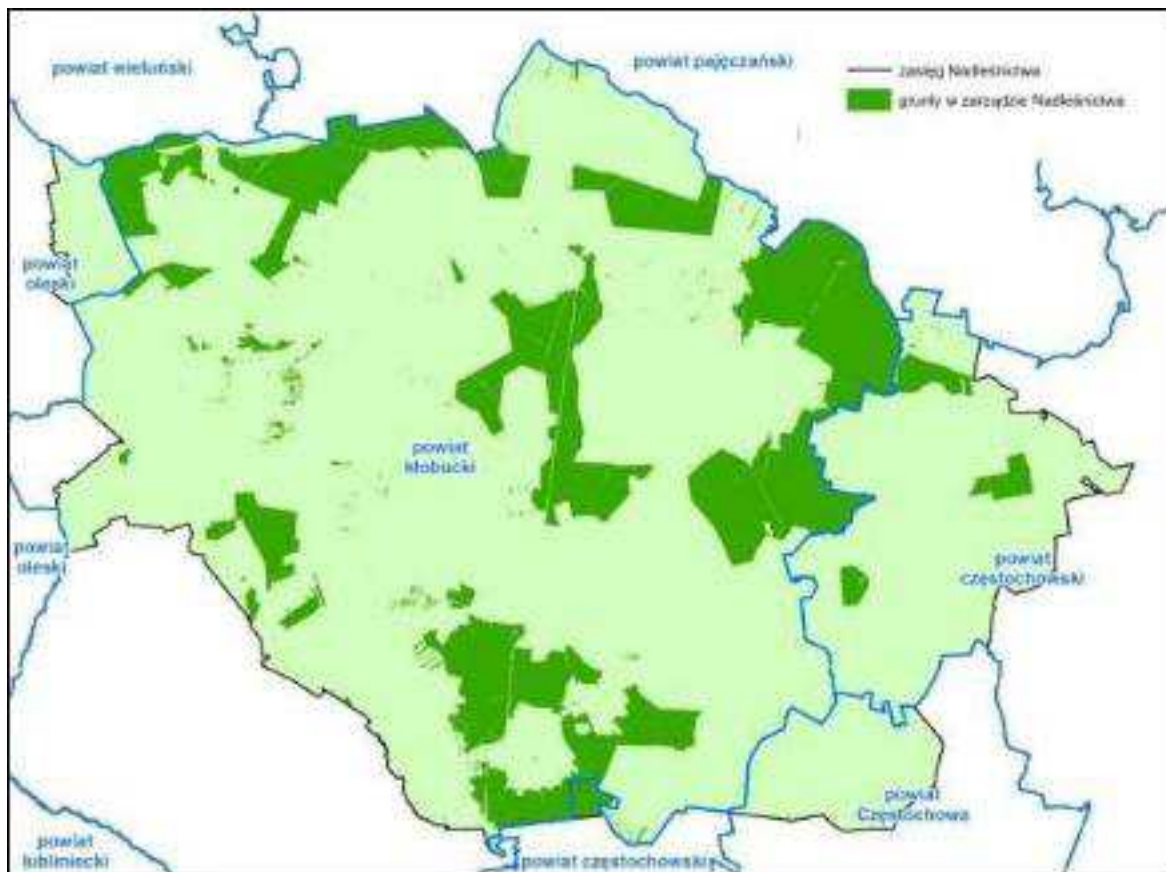 powiat wieluński
powiat pajęczański
zasięg Nadleśnictwa
grunty w zarządzie Nadleśnictwa
powiat
oleski
powiat
kłobucki
powiat
oleski
powiat
częstochowski
powiat
Częstochowa
powiat
lubliniecki
powiat częstochowski